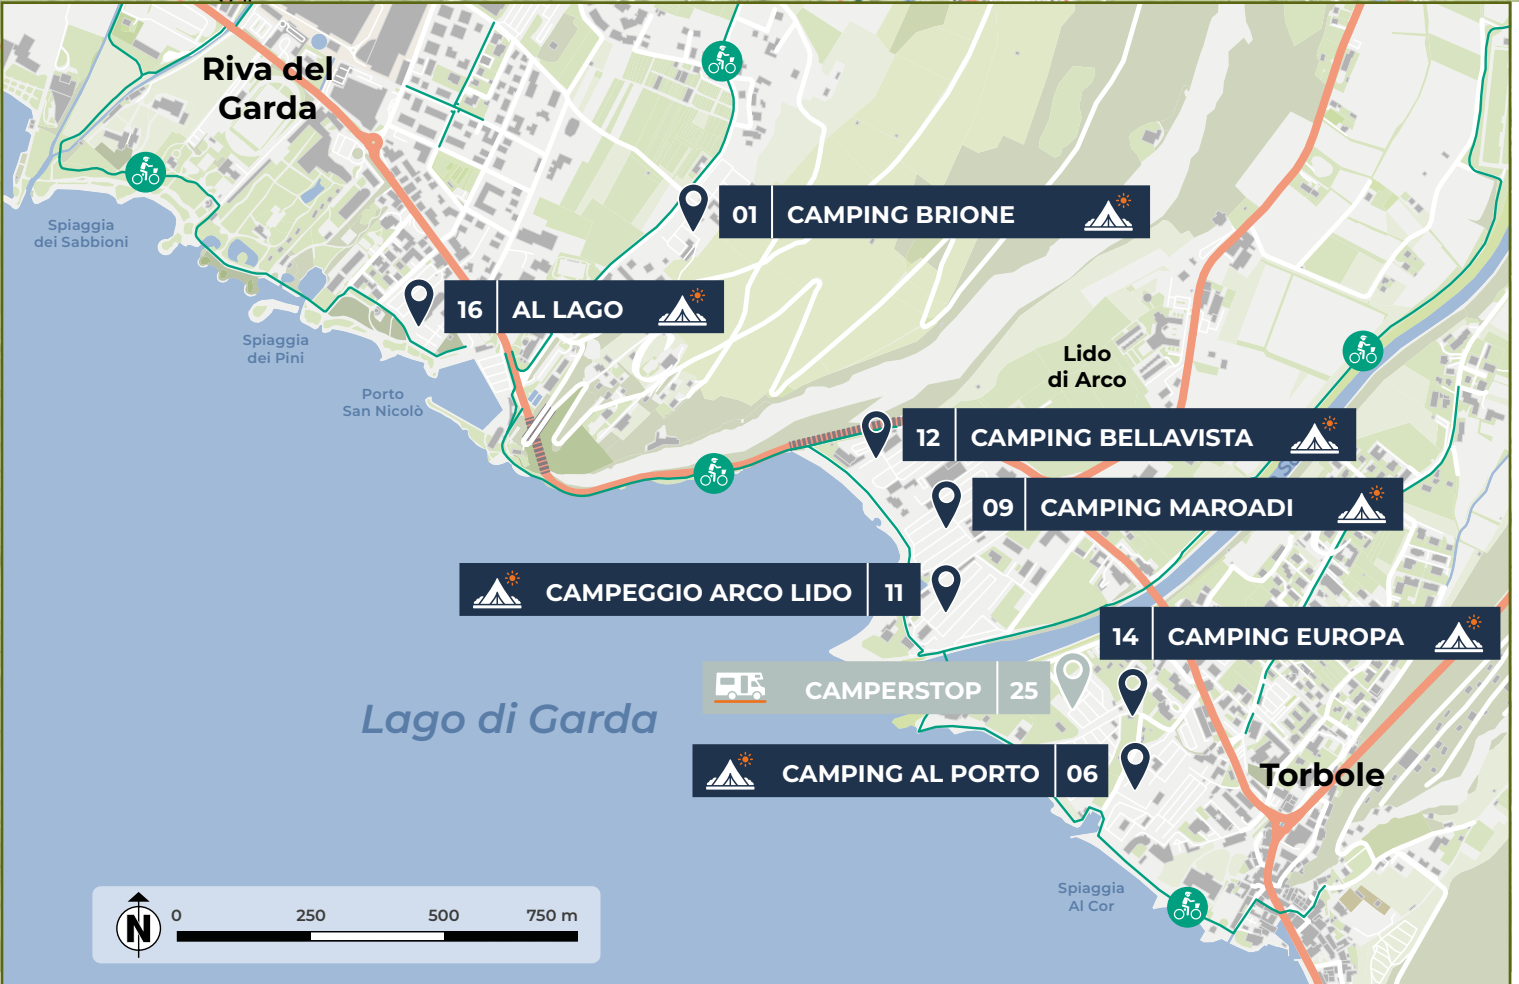 Riva del
Garda
Spiaggia
dei Sabbioni
01 CAMPING BRIONE
16 AL LAGO
Spiaggia
dei Pini
Lido
di Arco
Porto
San Nicolò
12 CAMPING BELLAVISTA
09 CAMPING MAROADI
CAMPEGGIO ARCO LIDO 11
14 CAMPING EUROPA
CAMPERSTOP 25
Lago di Garda
CAMPING AL PORTO 06
Torbole
Spiaggia
Al Cor
N 0 250 500 750 m